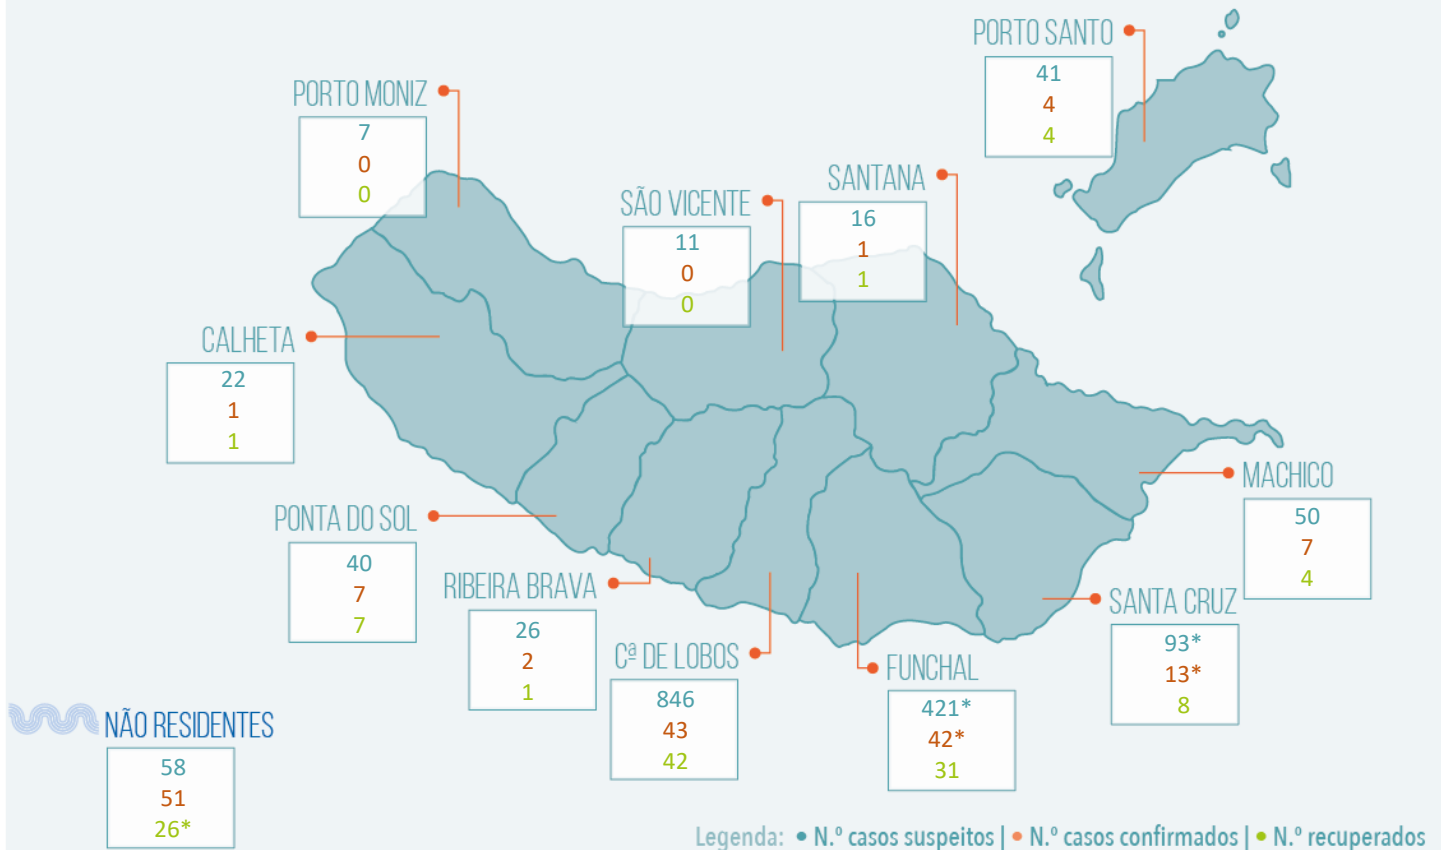 PORTO SANTO
41
4
4
PORTO MONIZ
7
0
0
SANTANA
16
1
1
SÃO VICENTE
11
0
0
CALHETA
22
1
1
MACHICO
50
7
4
PONTA DO SOL
40
7
7
RIBEIRA BRAVA
26
2
1
SANTA CRUZ
93*
13*
8
Cª DE LOBOS
846
43
42
FUNCHAL
421*
42*
31
NÃO RESIDENTES
58
51
26*
Legenda: • N.º casos suspeitos | • N.º casos confirmados | • N.º recuperados